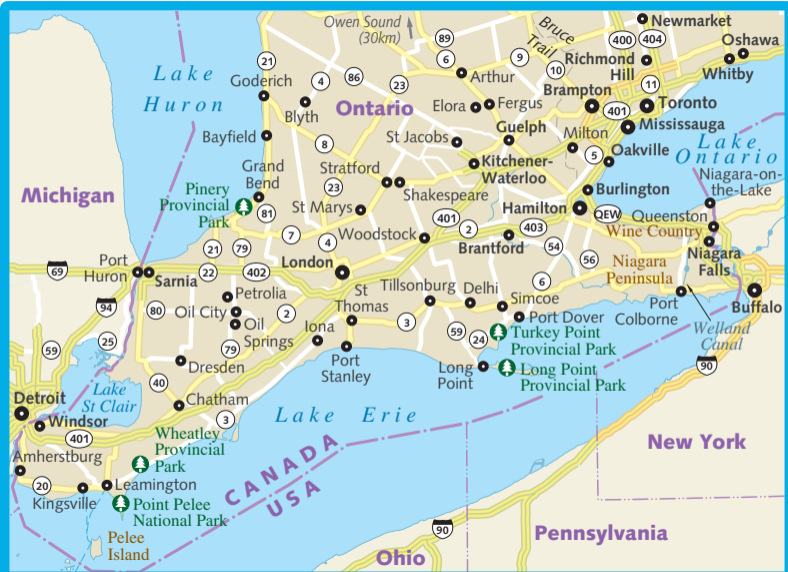 Owen Sound
(30km)
Bruce
Trail
Newmarket
89
400
404
Oshawa
6
9
10
Richmond
Hill
Whitby
21
Lake
Huron
Goderich
4
86
23
Arthur
Brampton
11
Blyth
Ontario
Elora
Fergus
401
Toronto
Bayfield
8
St Jacobs
Guelph
Milton
Mississauga
Lake
Ontario
5
Oakville
Grand
Bend
Stratford
23
Kitchener-
Waterloo
Niagara-on-
the-Lake
Michigan
Pinery
Provincial
Park
81
St Marys
Shakespeare
Burlington
Hamilton
QEW
Queenston
Wine Country
401
2
403
21
79
7
4
Woodstock
Brantford
54
56
Niagara
Falls
Port
Huron
69
Sarnia
22
402
London
Niagara
Peninsula
6
94
Petrolia
St
Thomas
Tillsonburg
Delhi
Simcoe
Port
Colborne
Buffalo
80
Oil City
2
Oil
Springs
Iona
3
Port Dover
59
24
Turkey Point
Provincial Park
Welland
Canal
25
59
79
Port
Stanley
Long
Point
Long Point
Provincial Park
90
Dresden
40
Lake
St Clair
Chatham
Detroit
Windsor
3
Lake Erie
401
Wheatley
Provincial
Park
CANADA
USA
New York
Amherstburg
20
Leamington
Kingsville
Point Pelee
National Park
Pelee
Island
90
Pennsylvania
Ohio